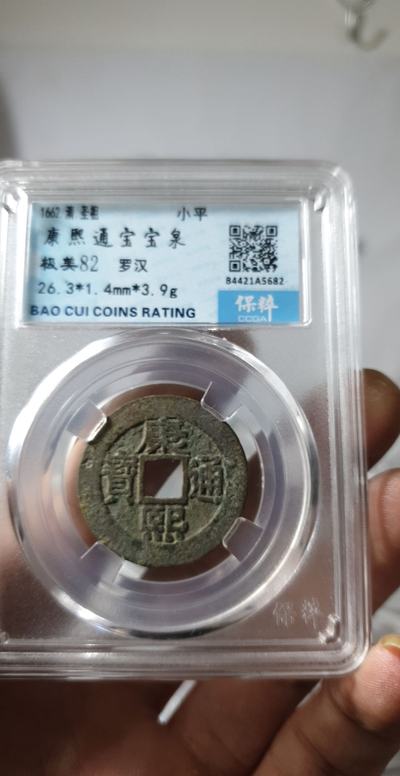 1662 清 圣祖 小平
康熙通宝宝泉
极美82 罗汉
B4421A5682
26.3*1.4mm*3.9g
保粹
CCGA
BAO CUI COINS RATING
康
寶 通
熙
保粹